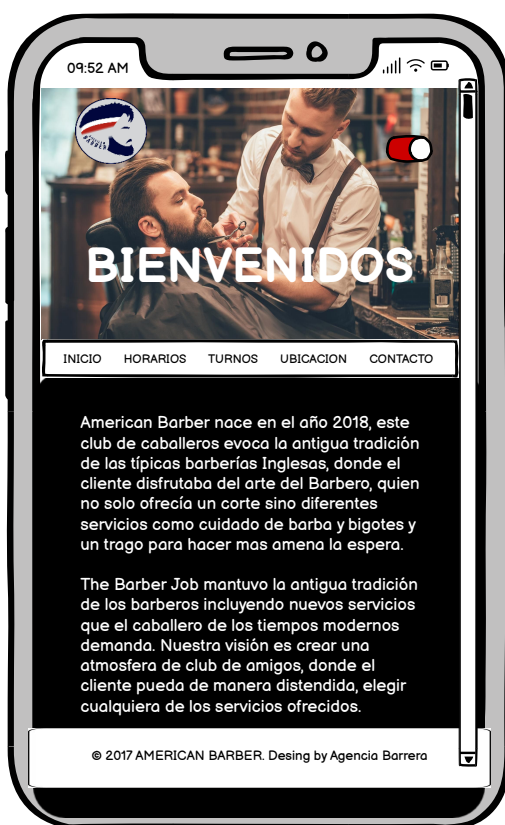 09:52 AM
BARBER
BIENVENIDOS
INICIO HORARIOS TURNOS UBICACION CONTACTO
American Barber nace en el año 2018, este
club de caballeros evoca la antigua tradición
de las típicas barberías Inglesas, donde el
cliente disfrutaba del arte del Barbero, quien
no solo ofrecía un corte sino diferentes
servicios como cuidado de barba y bigotes y
un trago para hacer mas amena la espera.
The Barber Job mantuvo la antigua tradición
de los barberos incluyendo nuevos servicios
que el caballero de los tiempos modernos
demanda. Nuestra visión es crear una
atmosfera de club de amigos, donde el
cliente pueda de manera distendida, elegir
cualquiera de los servicios ofrecidos.
© 2017 AMERICAN BARBER. Desing by Agencia Barrera